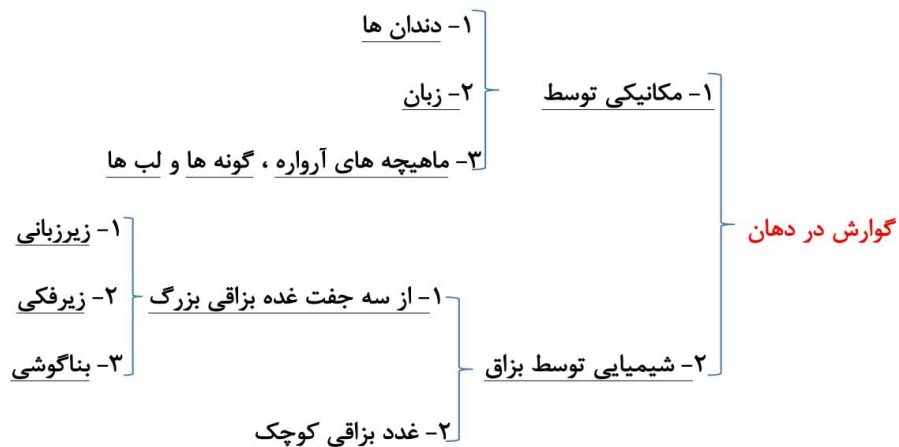 گوارش در دهان
۱- مکانیکی توسط
۱- دندان ها
۲- زبان
۳- ماهیچه های آرواره ، گونه ها و لب ها
۲- شیمیایی توسط بزاق
۱- از سه جفت غده بزاقی بزرگ
۱- زیرزبانی
۲- زیرفکی
۳- بناگوشی
۲- غدد بزاقی کوچک